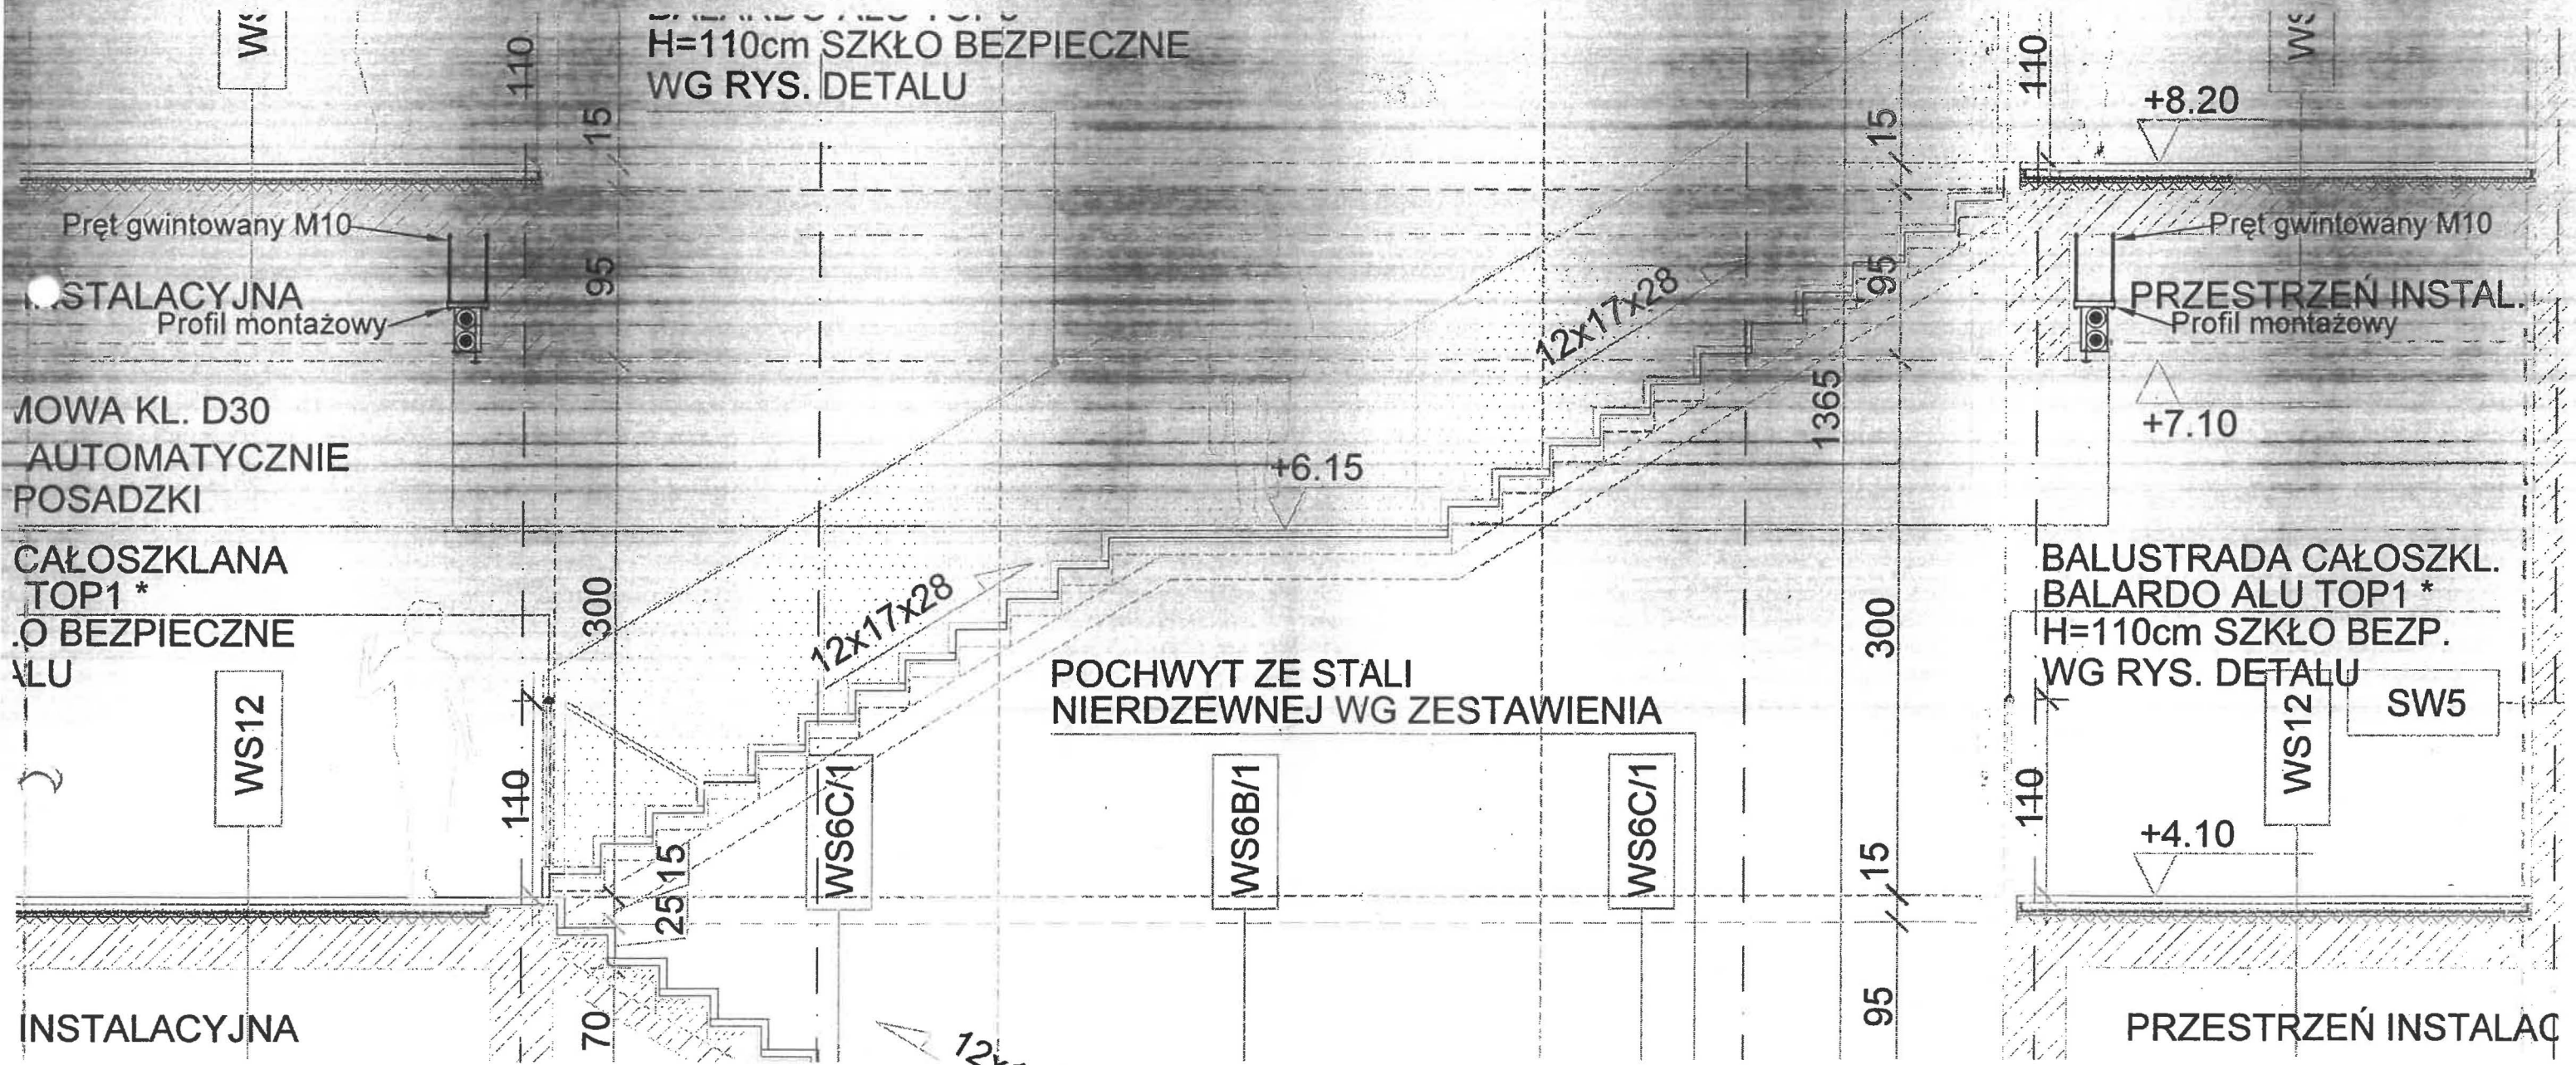 H=110cm SZKŁO BEZPIECZNE
WG RYS. DETALU
110
15
15
110
+8.20
Pręt gwintowany M10
95
INSTALACYJNA
Profil montażowy
12x17x28
95
Pręt gwintowany M10
PRZESTRZEŃ INSTAL.
Profil montażowy
1365
+7.10
KL. D30
AUTOMATYCZNIE
POSADZKI
+6.15
CAŁOSZKLANA
TOP1 *
BEZPIECZNE
300
12x17x28
300
BALUSTRADA CAŁOSZKL.
BALARDO ALU TOP1 *
H=110cm SZKŁO BEZP.
WG RYS. DETALU
POCHWYT ZE STALI
NIERDZEWNEJ WG ZESTAWIENIA
WS12
110
WS6C/1
WS6B/1
WS6C/1
WS12
SW5
110
+4.10
15
25
15
70
95
INSTALACYJNA
PRZESTRZEŃ